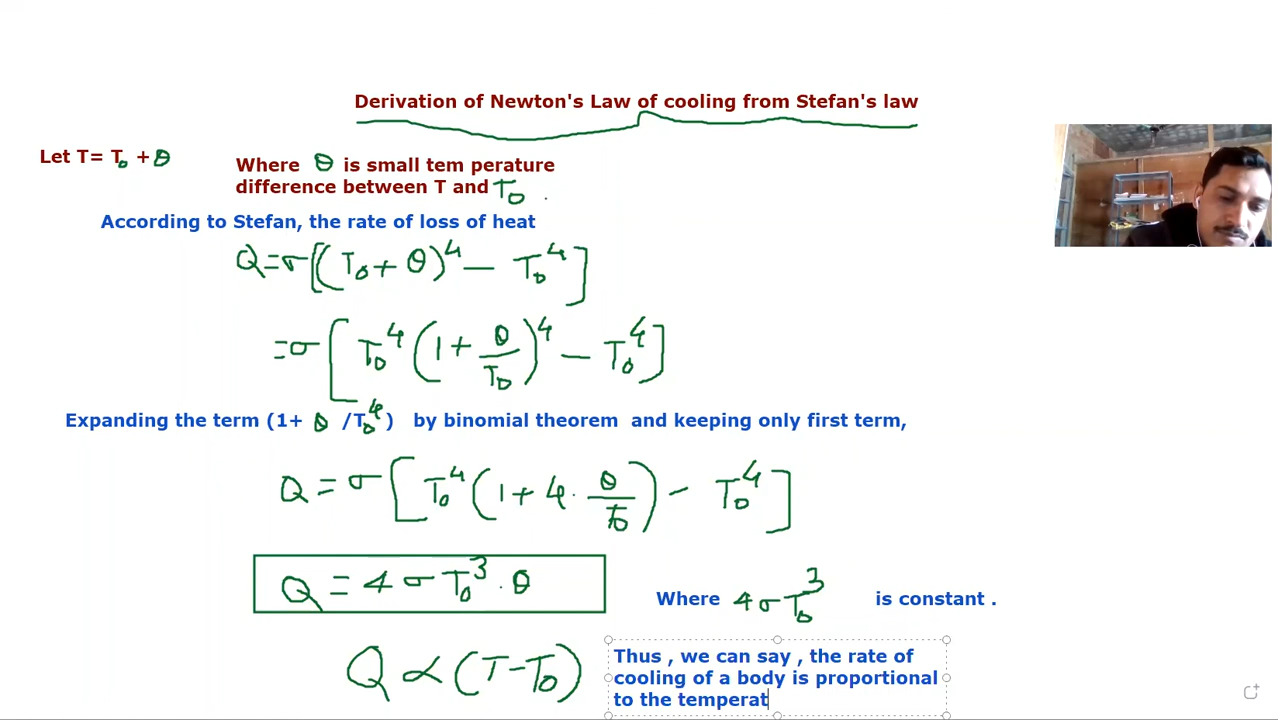 Derivation of Newton's Law of cooling from Stefan's law
Let T= T₀ + θ
Where θ is small tem perature
difference between T and T₀
According to Stefan, the rate of loss of heat
Q=σ[(T₀+θ)⁴ − T₀⁴]
=σ[T₀⁴(1+θ/T₀)⁴ − T₀⁴]
Expanding the term (1+ θ /T₀⁴) by binomial theorem and keeping only first term,
Q = σ[T₀⁴(1+4·θ/T₀) − T₀⁴]
Q = 4σT₀³·θ
Where 4σT₀³ is constant .
Q ∝ (T−T₀)
Thus , we can say , the rate of
cooling of a body is proportional
to the temperat